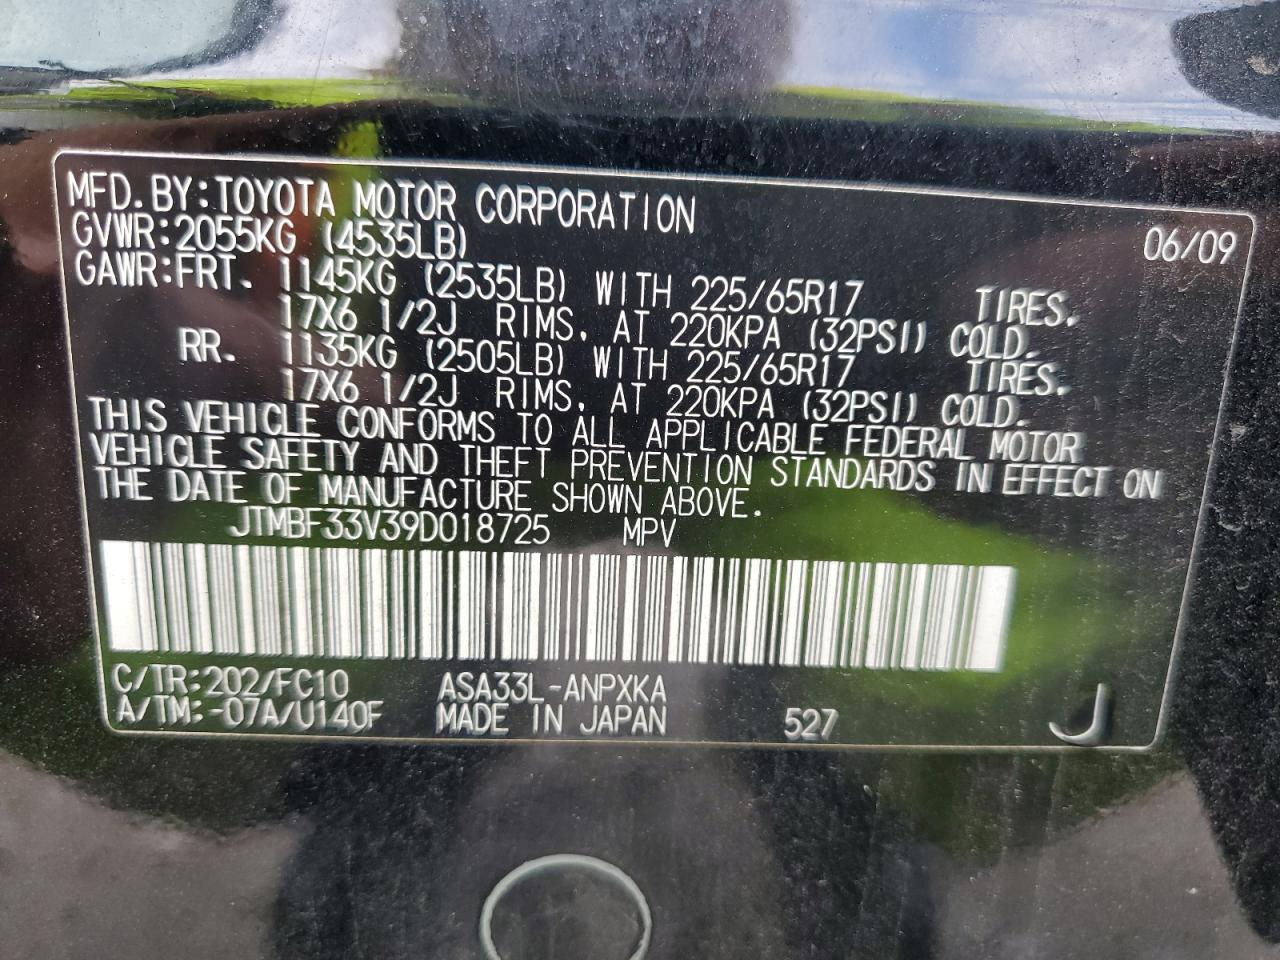 MFD. BY: TOYOTA MOTOR CORPORATION 06/09
GVWR: 2055KG (4535LB)
GAWR: FRT. 1145KG (2535LB) WITH 225/65R17 TIRES,
17X6 1/2J RIMS, AT 220KPA (32PSI) COLD.
RR. 1135KG (2505LB) WITH 225/65R17 TIRES,
17X6 1/2J RIMS, AT 220KPA (32PSI) COLD.
THIS VEHICLE CONFORMS TO ALL APPLICABLE FEDERAL MOTOR
VEHICLE SAFETY AND THEFT PREVENTION STANDARDS IN EFFECT ON
THE DATE OF MANUFACTURE SHOWN ABOVE.
JTMBF33V39D018725 MPV
C/TR: 202/FC10 ASA33L-ANPXKA
A/TM: -07A/U140F MADE IN JAPAN 527 J